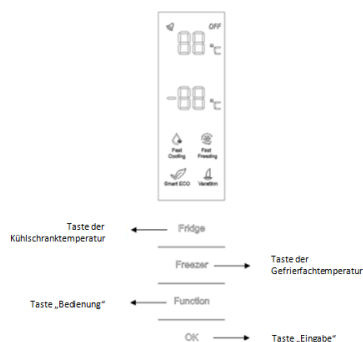 OFF
88 °C
-88 °C
Fast Cooling
Fast Freezing
Smart ECO
Vanation
Taste der Kühlschranktemperatur
Fridge
Freezer
Taste der Gefrierfachtemperatur
Taste „Bedienung“
Function
OK
Taste „Eingabe“